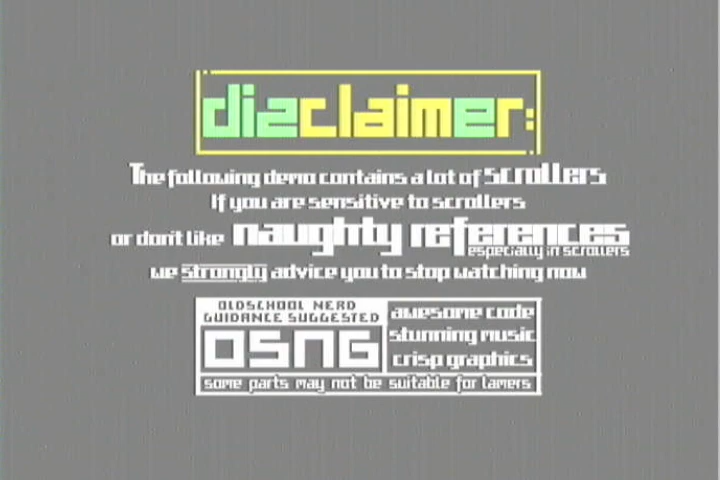 dizclaimer:
The following demo contains a lot of scrollers
If you are sensitive to scrollers
or don't like naughty references
especially in scrollers
we strongly advice you to stop watching now
OLDSCHOOL NERD
GUIDANCE SUGGESTED
OSNG
awesome code
stunning music
crisp graphics
some parts may not be suitable for lamers